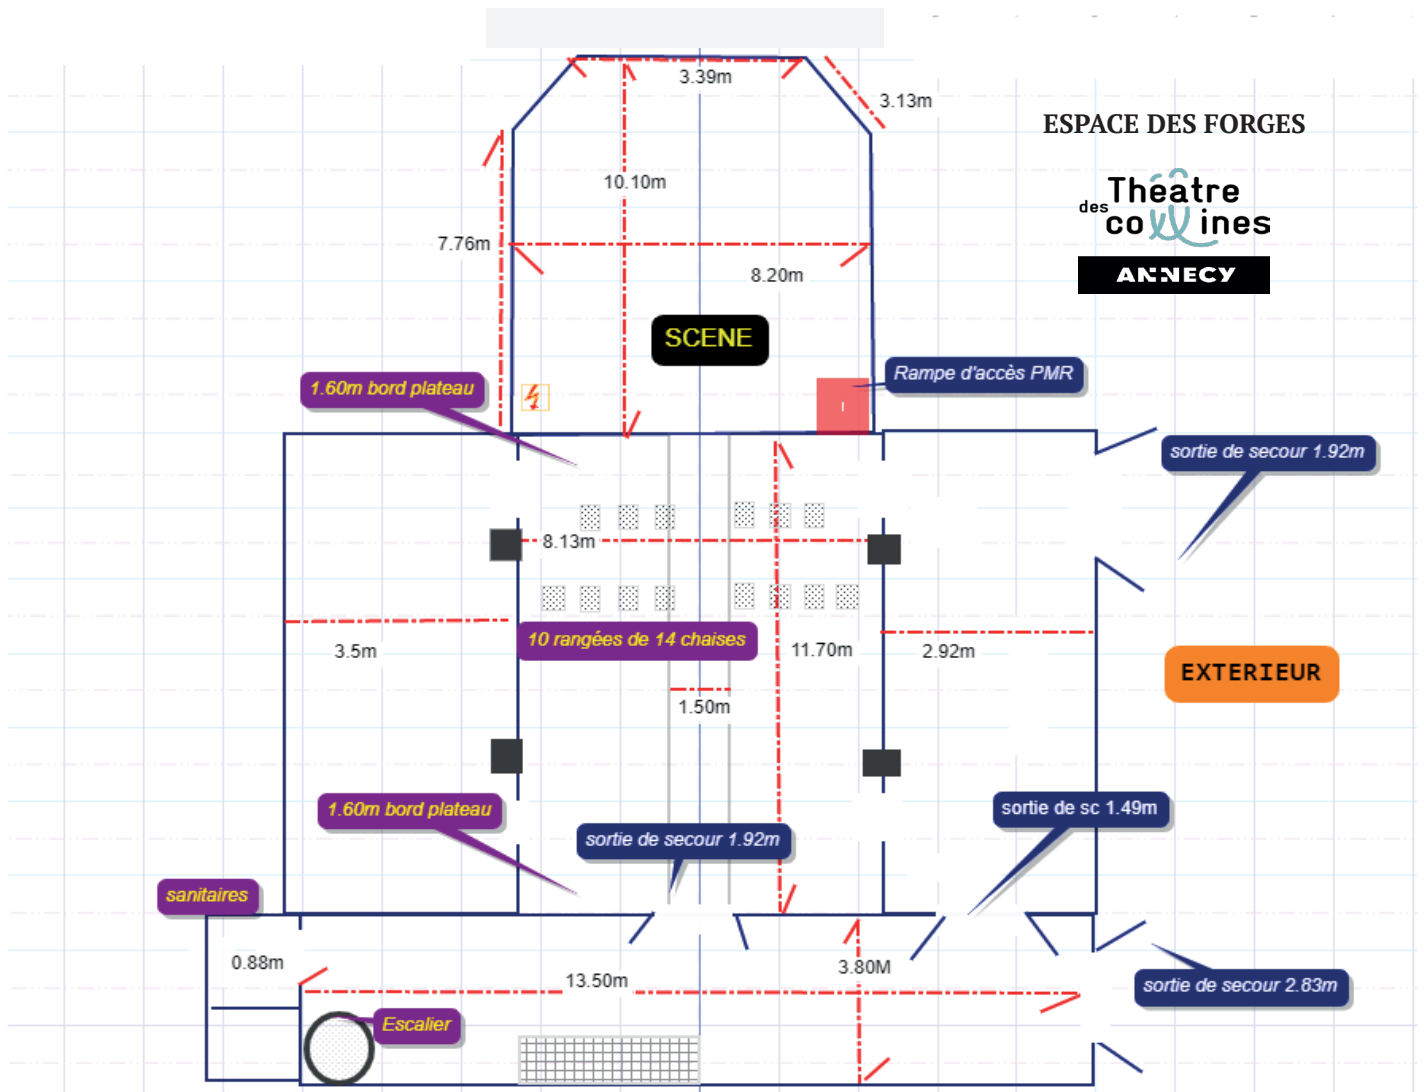 3.39m
3.13m
ESPACE DES FORGES
10.10m
Théatre
des
collines
ANNECY
7.76m
8.20m
SCENE
Rampe d'accès PMR
1.60m bord plateau
sortie de secour 1.92m
8.13m
10 rangées de 14 chaises
3.5m
11.70m
2.92m
EXTERIEUR
1.50m
1.60m bord plateau
sortie de sc 1.49m
sortie de secour 1.92m
sanitaires
0.88m
13.50m
3.80M
sortie de secour 2.83m
Escalier